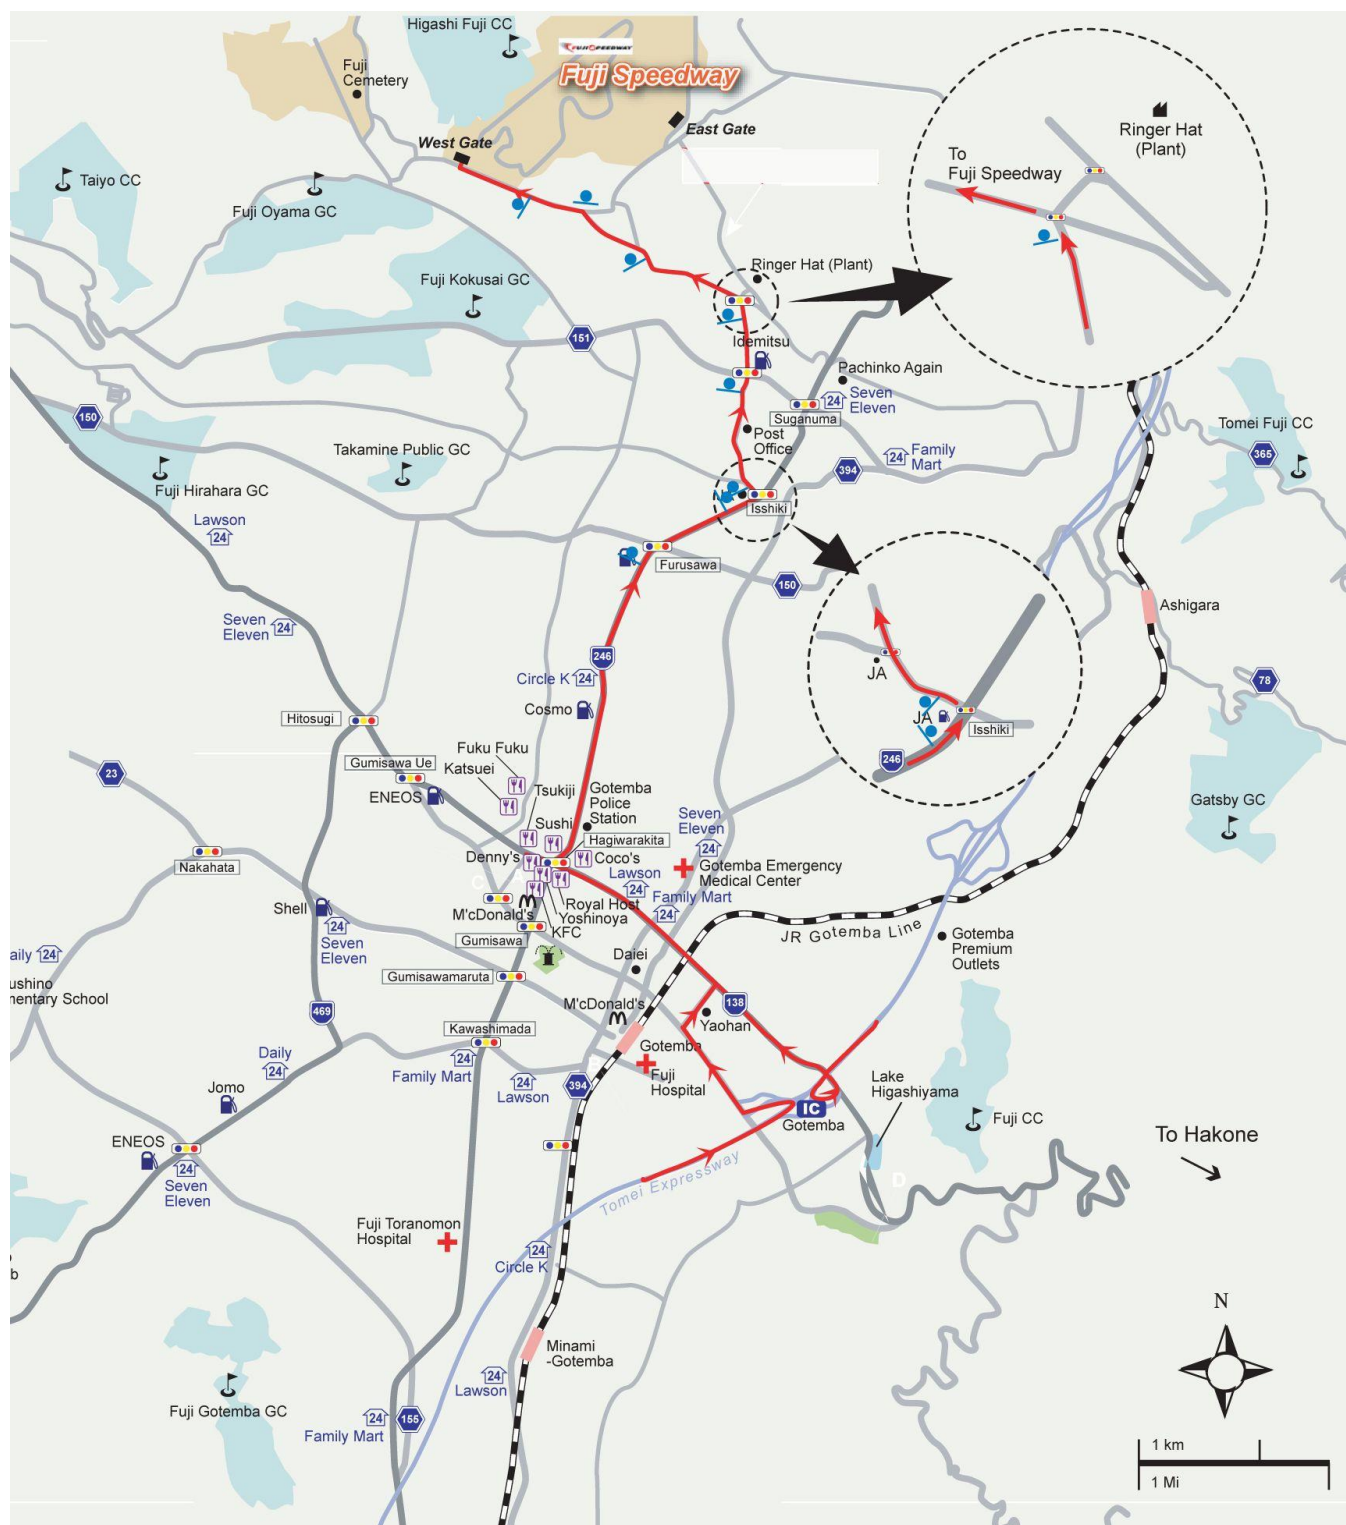 Higashi Fuji CC
FUJI SPEEDWAY
Fuji Speedway
Fuji
Cemetery
West Gate
East Gate
Ringer Hat
(Plant)
To
Fuji Speedway
Taiyo CC
Fuji Oyama GC
Fuji Kokusai GC
Ringer Hat (Plant)
151
Idemitsu
Pachinko Again
24
Seven
Eleven
150
Suganuma
Post
Office
Tomei Fuji CC
Takamine Public GC
Family
24
Mart
394
365
Fuji Hirahara GC
Isshiki
Lawson
24
Furusawa
150
Ashigara
Seven
Eleven
24
246
JA
Circle K
24
78
Cosmo
JA
Isshiki
Hitosugi
246
Fuku Fuku
Katsuei
Gumisawa Ue
23
ENEOS
Tsukiji
Gotemba
Police
Station
Gatsby GC
Sushi
Seven
Eleven
24
Hagiwarakita
Nakahata
Denny's
Coco's
Gotemba Emergency
Medical Center
Lawson
24
C
A
Family Mart
24
Royal Host
Yoshinoya
McDonald's
KFC
Shell
24
Seven
Eleven
Gumisawa
JR Gotemba Line
Gotemba
Premium
Outlets
Daiei
aily
24
Gumisawamaruta
ushino
mentary School
M'cDonald's
138
Yaohan
469
Kawashimada
Gotemba
Daily
24
24
Family Mart
Fuji
Hospital
Lake
Higashiyama
24
Lawson
394
IC
Gotemba
Jomo
Fuji CC
ENEOS
To Hakone
24
Seven
Eleven
Tomei Expressway
D
Fuji Toranomon
Hospital
24
Circle K
b
N
Minami
-Gotemba
24
Lawson
Fuji Gotemba GC
24
Family Mart
155
1 km
1 Mi